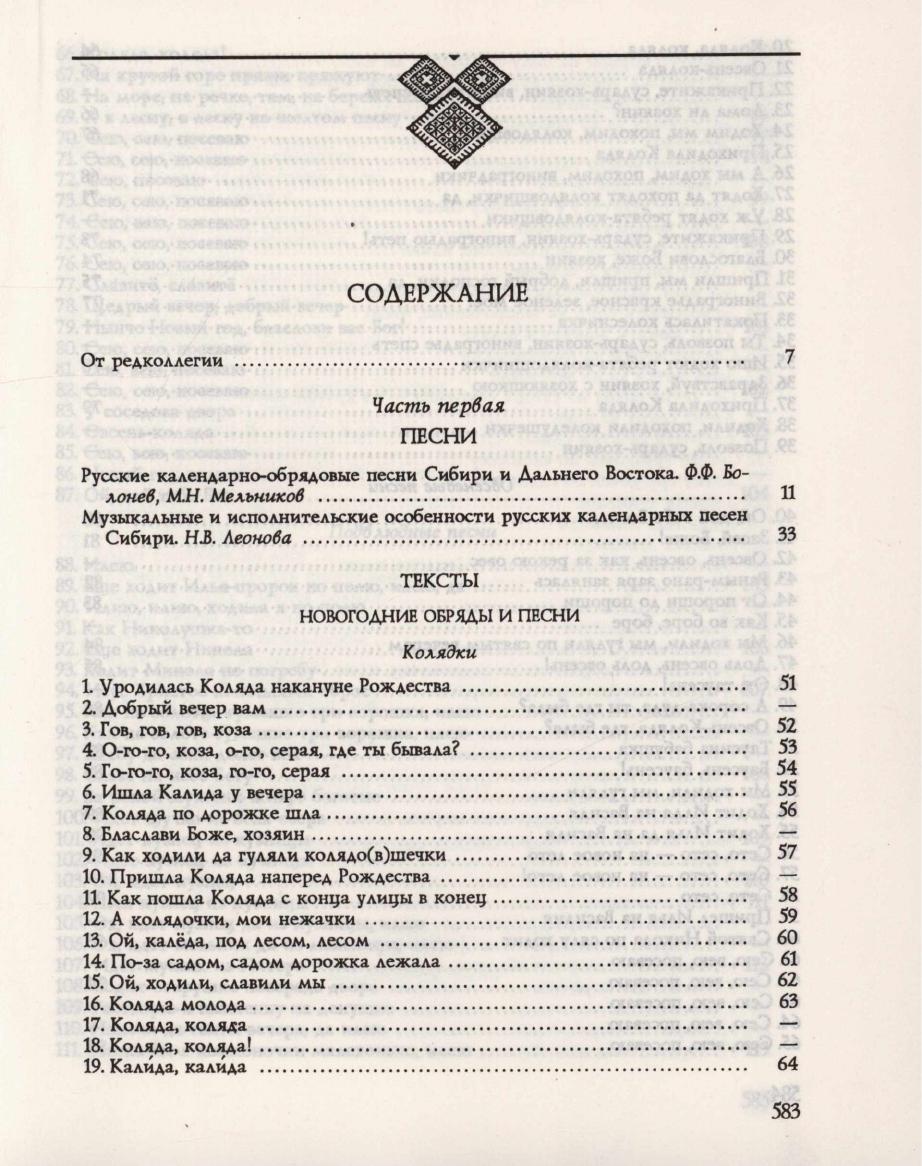 СОДЕРЖАНИЕ
От редколлегии ........ 7
Часть первая
ПЕСНИ
Русские календарно-обрядовые песни Сибири и Дальнего Востока. Ф.Ф. Бо-
лонев, М.Н. Мельников ........ 11
Музыкальные и исполнительские особенности русских календарных песен
Сибири. Н.В. Леонова ........ 33
ТЕКСТЫ
НОВОГОДНИЕ ОБРЯДЫ И ПЕСНИ
Колядки
1. Уродилась Коляда накануне Рождества ........ 51
2. Добрый вечер вам ........ —
3. Гов, гов, гов, коза ........ 52
4. О-го-го, коза, о-го, серая, где ты бывала? ........ 53
5. Го-го-го, коза, го-го, серая ........ 54
6. Ишла Калида у вечера ........ 55
7. Коляда по дорожке шла ........ 56
8. Бласлави Боже, хозяин ........ —
9. Как ходили да гуляли колядо(в)шечки ........ 57
10. Пришла Коляда наперед Рождества ........ —
11. Как пошла Коляда с конца улицы в конец ........ 58
12. А колядочки, мои нежачки ........ 59
13. Ой, калёда, под лесом, лесом ........ 60
14. По-за садом, садом дорожка лежала ........ 61
15. Ой, ходили, славили мы ........ 62
16. Коляда молода ........ 63
17. Коляда, коляда ........ —
18. Коляда, коляда! ........ —
19. Кали́да, кали́да ........ 64
583